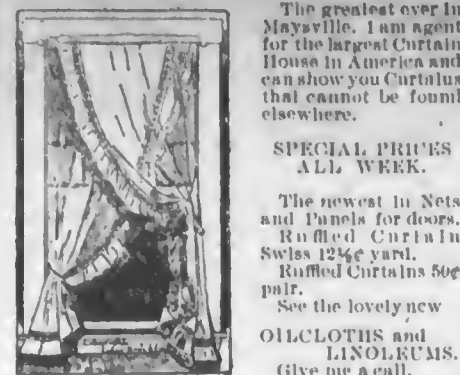 The greatest ever in
Maysville. I am agent
for the largest Curtain
House in America and
can show you Curtains
that cannot be found
elsewhere.
SPECIAL PRICES
ALL WEEK.
The newest in Nets
and Panels for doors.
Ruffled Curtain
Swiss 12½¢ yard.
Ruffled Curtains 50¢
pair.
See the lovely new
OILCLOTHS and
LINOLEUMS.
Give me a call.